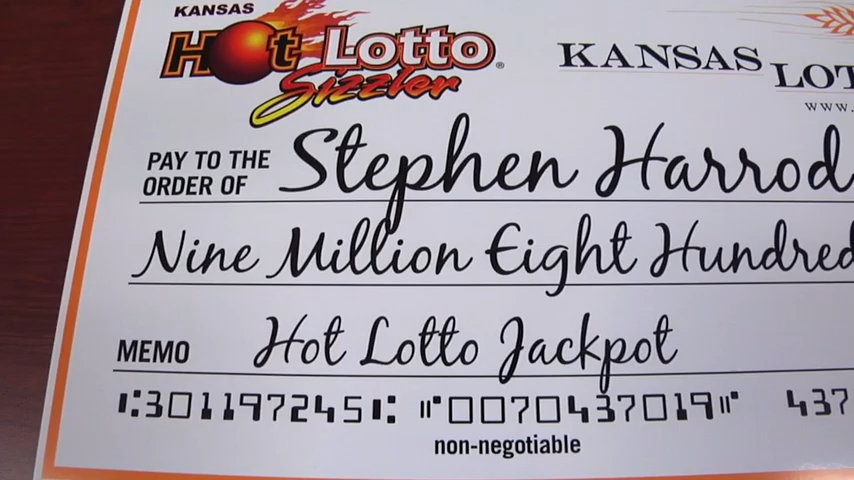 KANSAS
Hot Lotto®
Sizzler
KANSAS
www.
PAY TO THE
ORDER OF
Stephen Harrod
Nine Million Eight Hundred
MEMO
Hot Lotto Jackpot
⑆301197245⑆ ⑈0070437019⑈ 437
non-negotiable